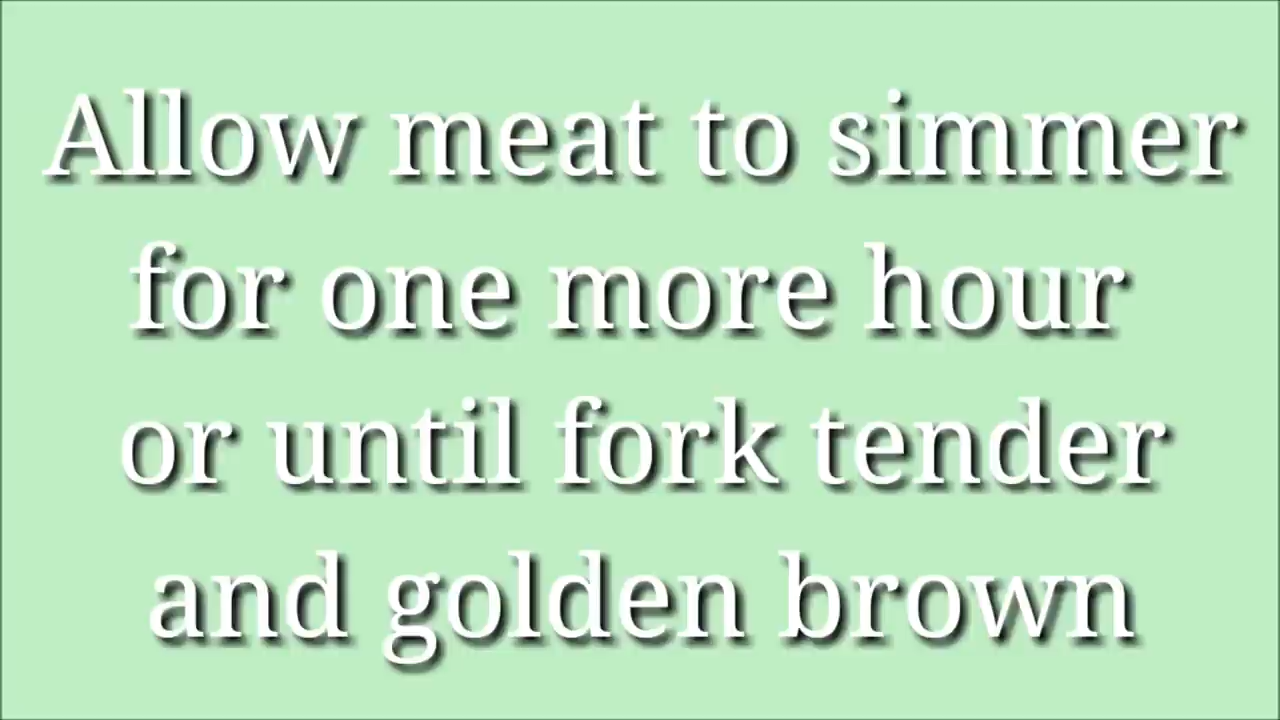 Allow meat to simmer
for one more hour
or until fork tender
and golden brown